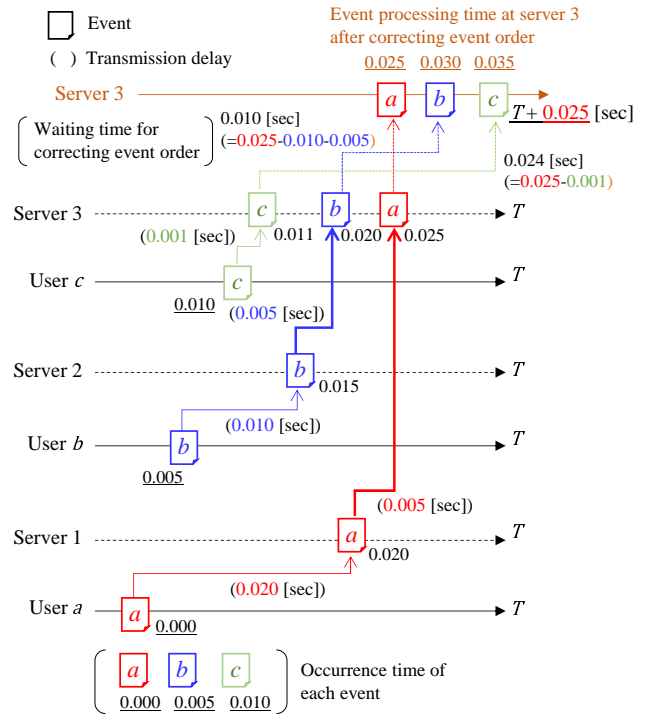 Event
( ) Transmission delay
Event processing time at server 3
after correcting event order
0.025 0.030 0.035
Server 3
a b c
T + 0.025 [sec]
Waiting time for
correcting event order
0.010 [sec]
(=0.025-0.010-0.005)
0.024 [sec]
(=0.025-0.001)
Server 3
c b a
T
(0.001 [sec])
0.011 0.020 0.025
User c
c
T
0.010
(0.005 [sec])
Server 2
b
T
0.015
(0.010 [sec])
User b
b
T
0.005
(0.005 [sec])
Server 1
a
T
0.020
(0.020 [sec])
User a
a
T
0.000
a b c
0.000 0.005 0.010
Occurrence time of
each event